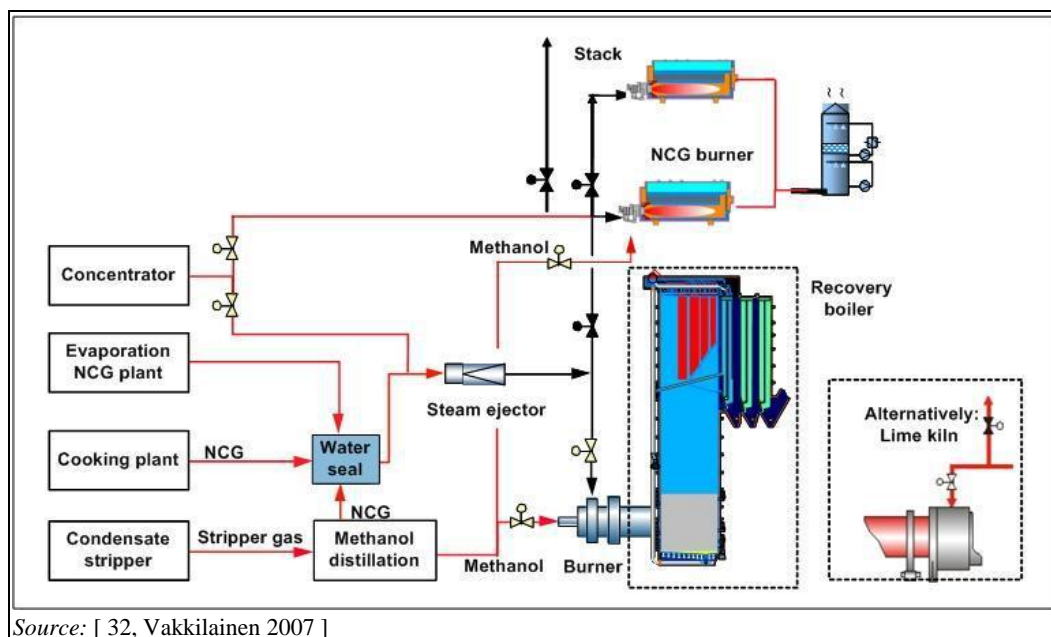 Stack
NCG burner
Methanol
Concentrator
Recovery
boiler
Evaporation
NCG plant
Steam ejector
Alternatively:
Lime kiln
Cooking plant
NCG
Water
seal
NCG
Condensate
stripper
Stripper gas
Methanol
distillation
Methanol
Burner
Source: [ 32, Vakkilainen 2007 ]